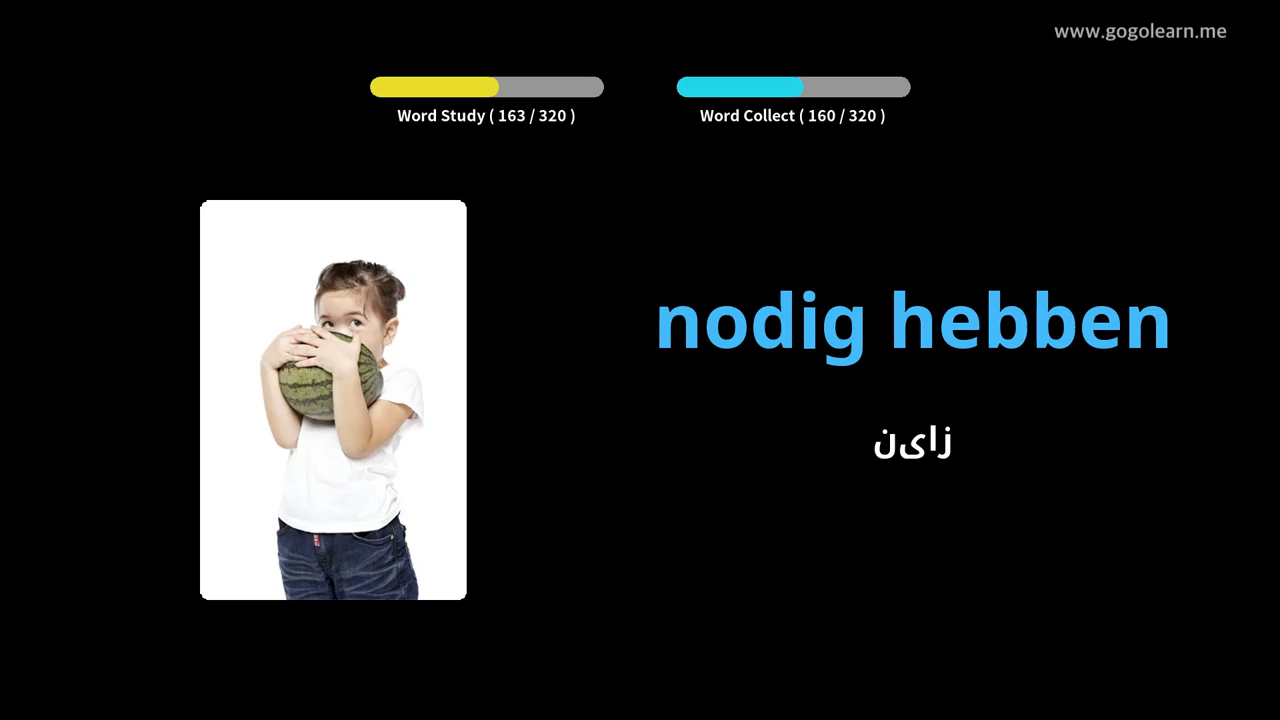 www.gogolearn.me
Word Study ( 163 / 320 )
Word Collect ( 160 / 320 )
nodig hebben
زاین